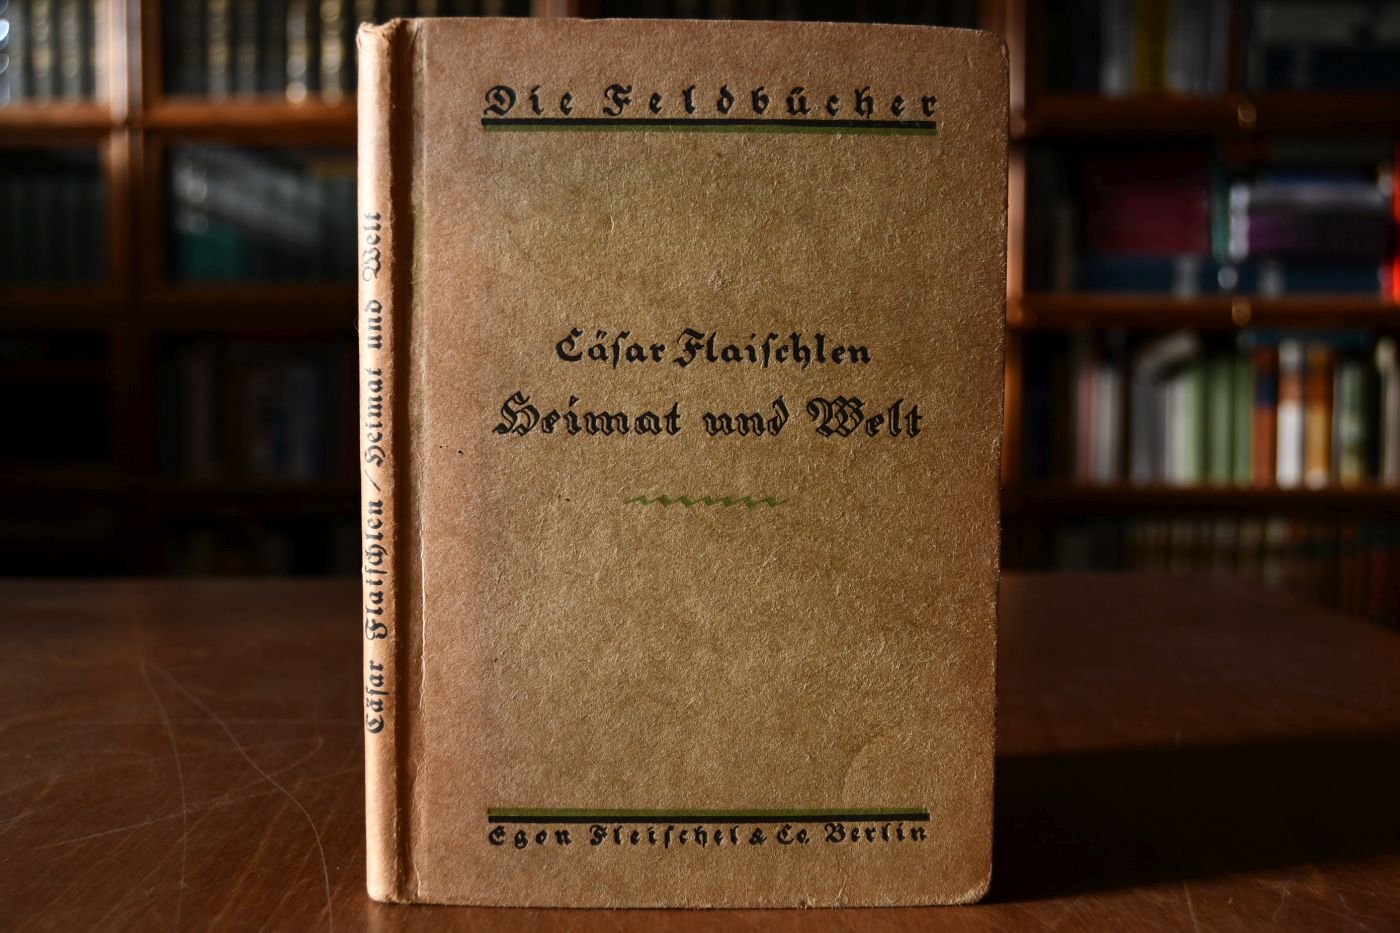 Die Feldbücher
Cäsar Flaischlen
Heimat und Welt
Egon Fleischel & Co. Berlin
Cäsar Flaischlen / Heimat und Welt